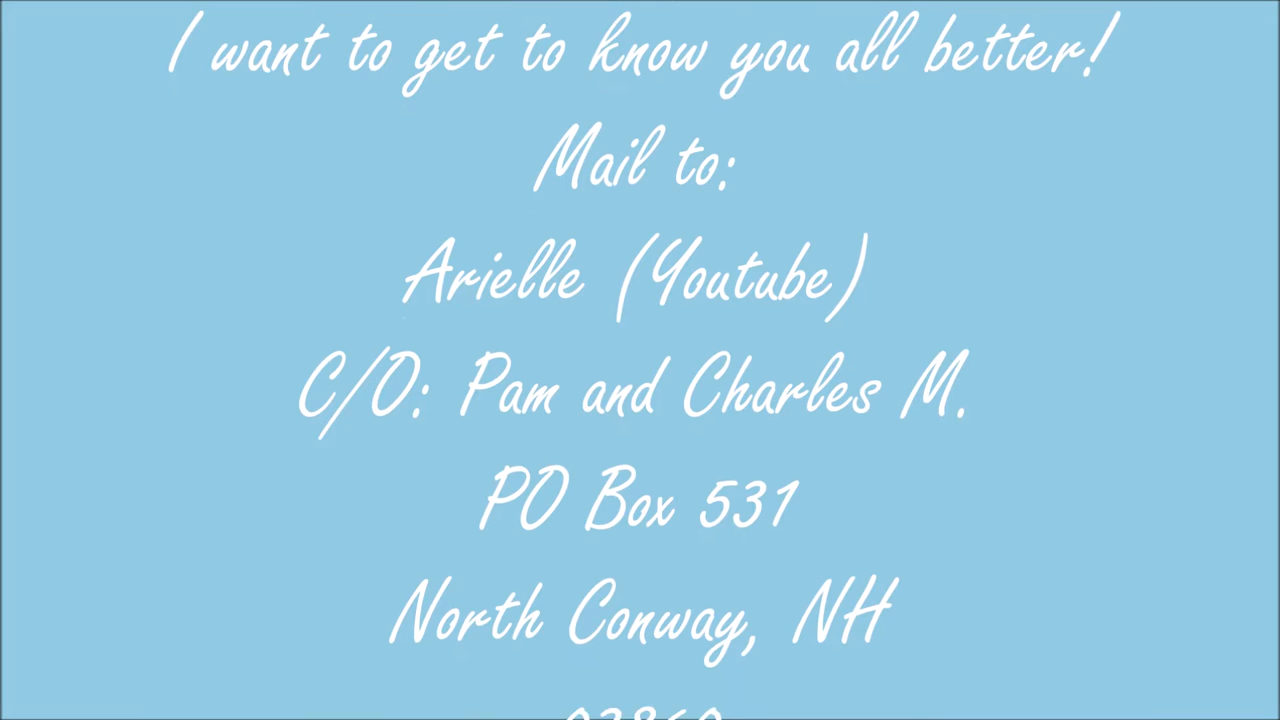 I want to get to know you all better!
Mail to:
Arielle (Youtube)
C/O: Pam and Charles M.
PO Box 531
North Conway, NH
03860